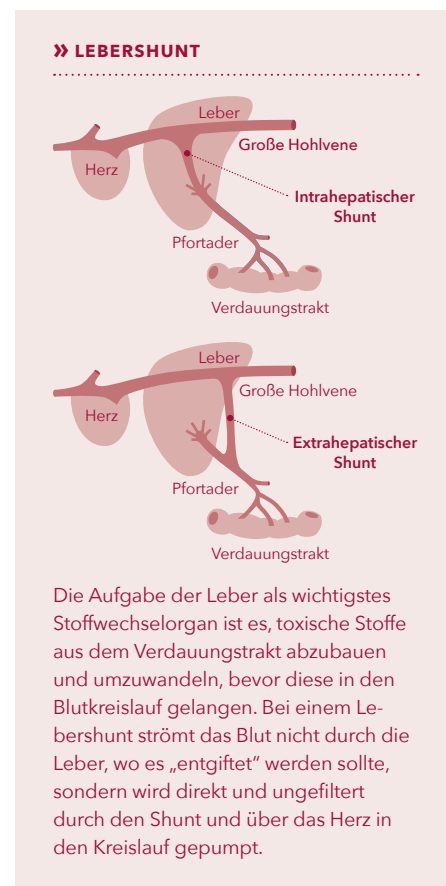 » LEBERSHUNT
Leber
Große Hohlvene
Herz
Intrahepatischer
Shunt
Pfortader
Verdauungstrakt
Leber
Große Hohlvene
Herz
Extrahepatischer
Shunt
Pfortader
Verdauungstrakt
Die Aufgabe der Leber als wichtigstes
Stoffwechselorgan ist es, toxische Stoffe
aus dem Verdauungstrakt abzubauen
und umzuwandeln, bevor diese in den
Blutkreislauf gelangen. Bei einem Le-
bershunt strömt das Blut nicht durch die
Leber, wo es „entgiftet“ werden sollte,
sondern wird direkt und ungefiltert
durch den Shunt und über das Herz in
den Kreislauf gepumpt.